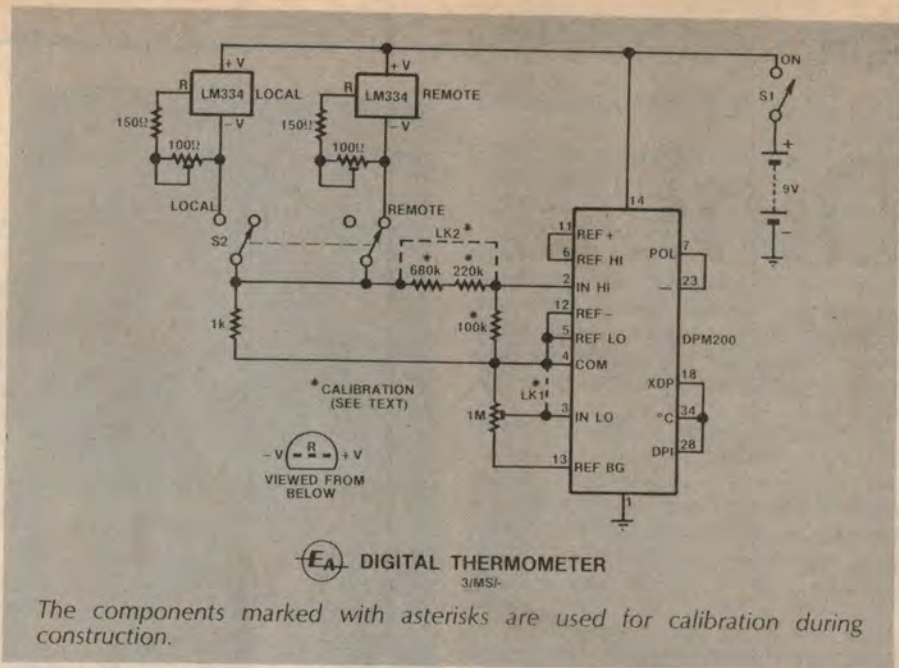 ON
+ V
+ V
R
LM334
LOCAL
R
LM334
REMOTE
S1
150Ω
- V
150Ω
- V
100Ω
100Ω
+
9V
-
LOCAL
REMOTE
14
S2
LK2 *
11
REF +
7
POL
*
*
6
REF HI
680k
220k
2
IN HI
23
—
12
REF -
1k
*
100k
5
REF LO
DPM200
4
COM
18
XDP
* CALIBRATION
(SEE TEXT)
*
LK1
34
°C
1M
3
IN LO
28
DPI
R
- V
+ V
13
REF BG
VIEWED FROM
BELOW
1
EA DIGITAL THERMOMETER
3/MS/-
The components marked with asterisks are used for calibration during
construction.